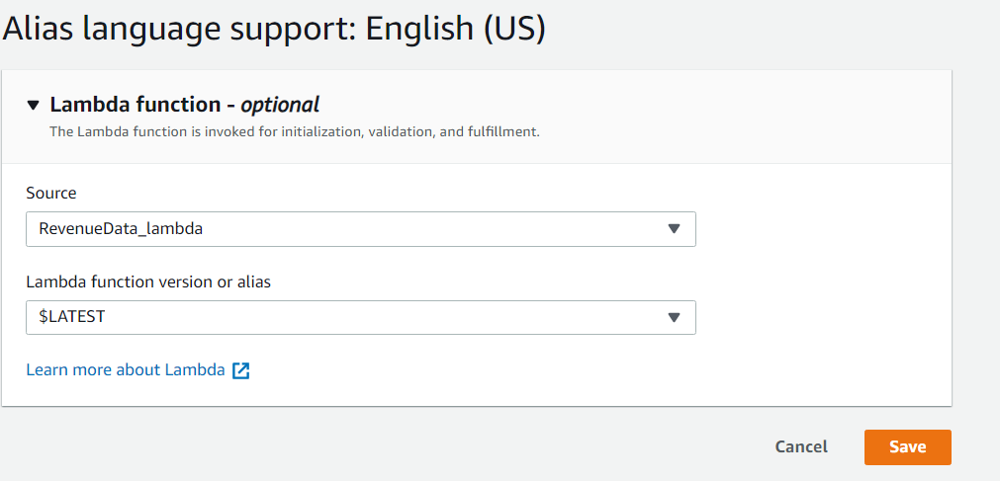 Alias language support: English (US)
Lambda function - optional
The Lambda function is invoked for initialization, validation, and fulfillment.
Source
RevenueData_lambda
Lambda function version or alias
$LATEST
Learn more about Lambda
Cancel
Save